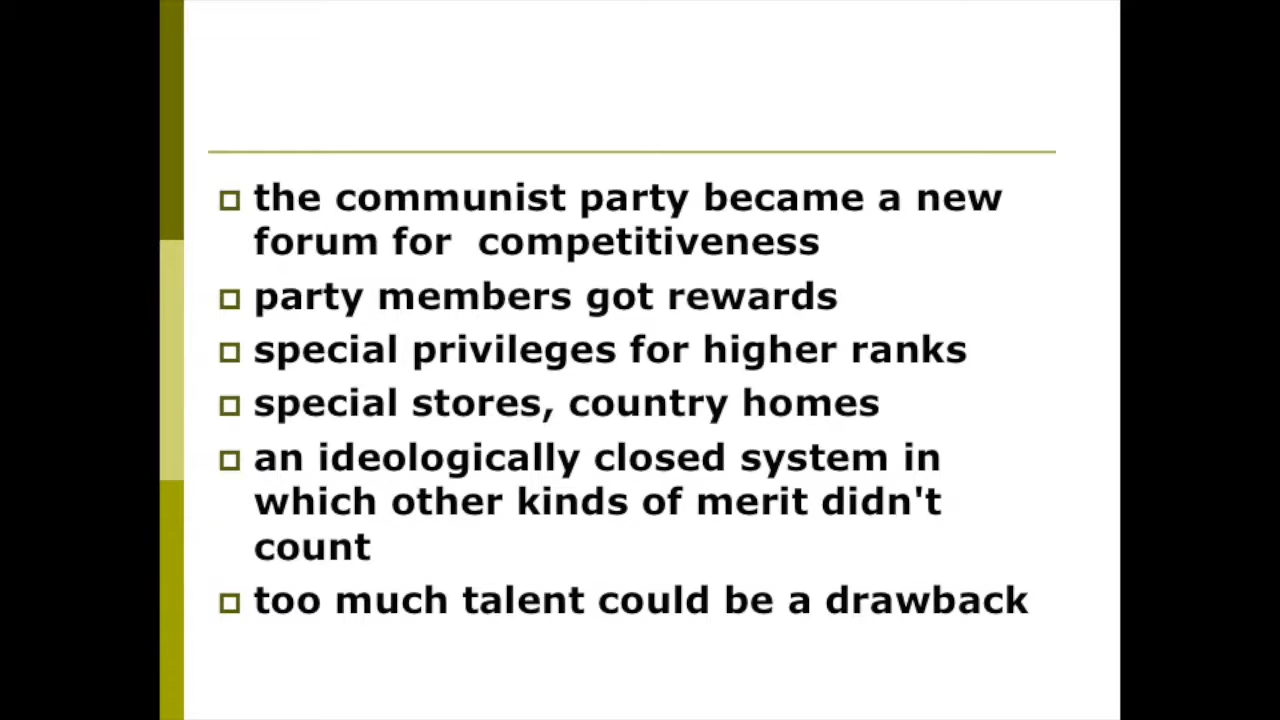 the communist party became a new
forum for  competitiveness
party members got rewards
special privileges for higher ranks
special stores, country homes
an ideologically closed system in
which other kinds of merit didn't
count
too much talent could be a drawback